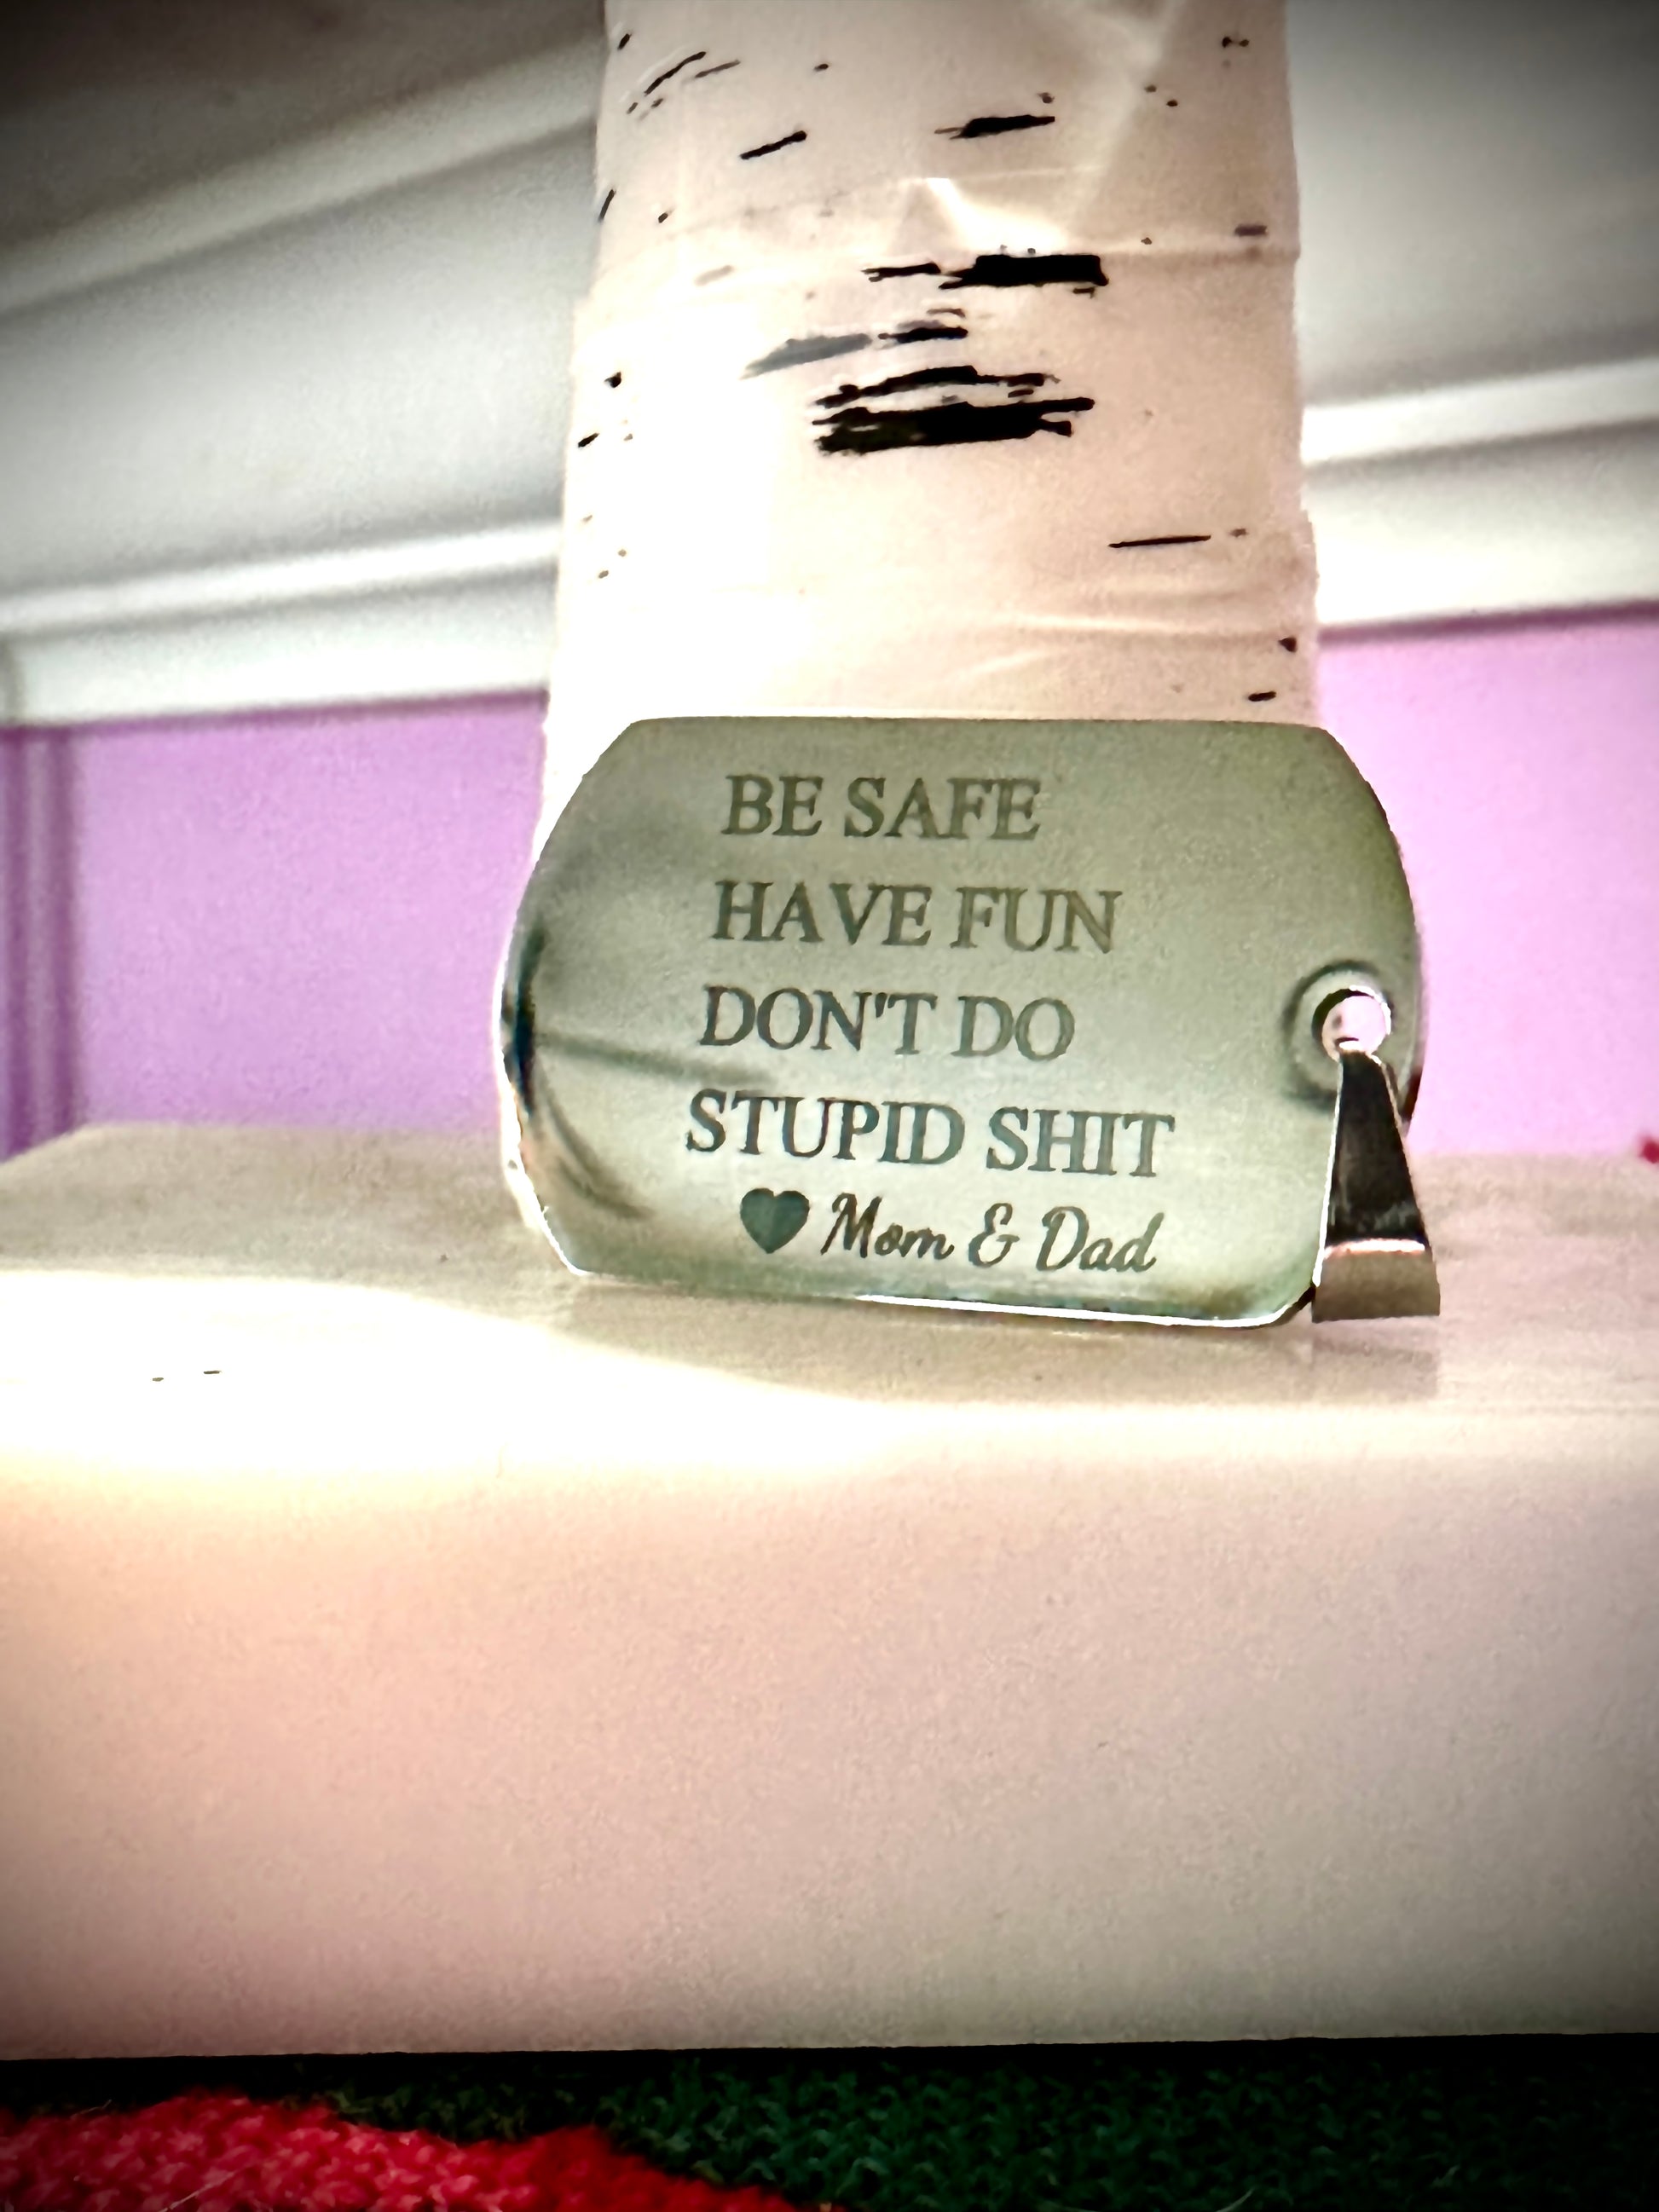 BE SAFE
HAVE FUN
DON'T DO
STUPID SHIT
♥ Mom & Dad